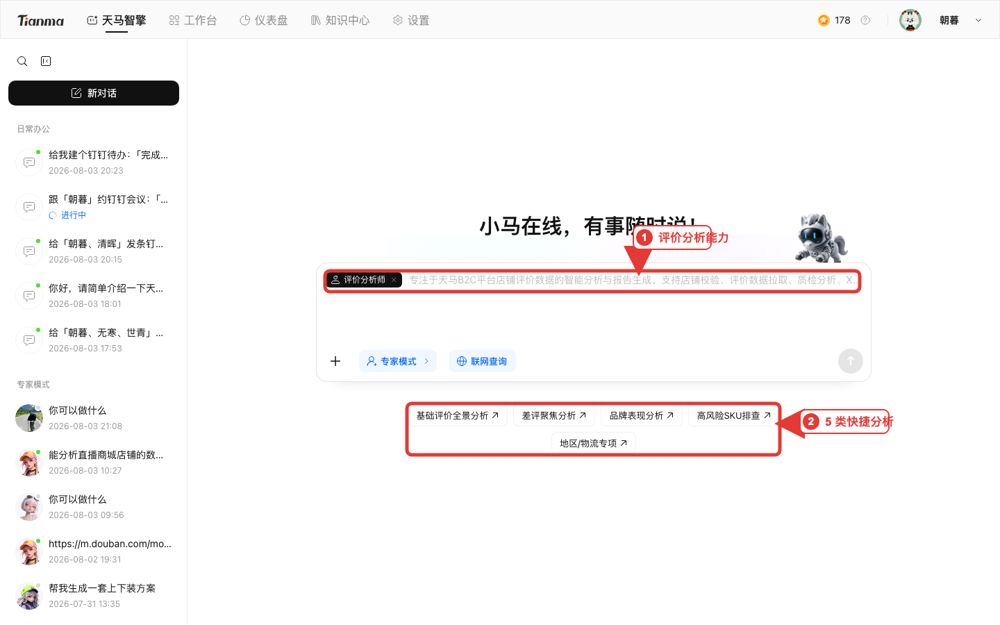 Tianma
天马智擎
工作台
仪表盘
知识中心
设置
178
朝暮
新对话
日常办公
给我建个钉钉待办：「完成...
2026-08-03 20:23
跟「朝暮」约钉钉会议：「...
进行中
给「朝暮、清晖」发条钉...
2026-08-03 20:15
你好，请简单介绍一下天...
2026-08-03 18:01
给「朝暮、无寒、世青」...
2026-08-03 17:53
专家模式
你可以做什么
2026-08-03 21:08
能分析直播商城店铺的数...
2026-08-03 10:27
你可以做什么
2026-08-03 09:56
https://m.douban.com/mo...
2026-08-02 19:31
帮我生成一套上下装方案
2026-07-31 13:35
小马在线，有事随时说！
1 评价分析能力
评价分析师 × 专注于天马B2C平台店铺评价数据的智能分析与报告生成。支持店铺校验、评价数据拉取、质检分析、X...
专家模式
联网查询
基础评价全景分析
差评聚焦分析
品牌表现分析
高风险SKU排查
2 5 类快捷分析
地区/物流专项